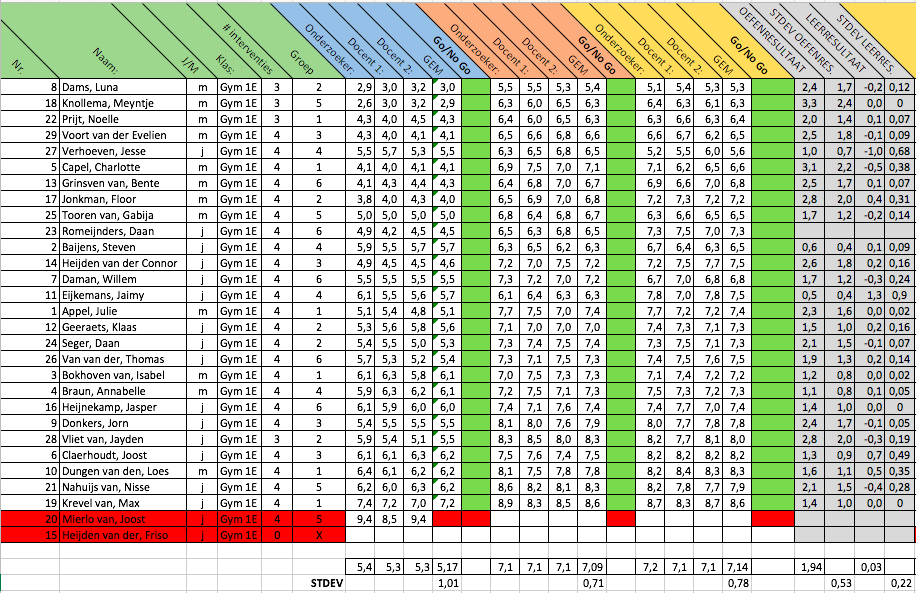 Nr. Naam: J/M Klas: # interventies Groep Onderzoeker: Docent 1: Docent 2: GEM Go/No Go Onderzoeker: Docent 1: Docent 2: GEM Go/No Go Onderzoeker: Docent 1: Docent 2: GEM Go/No Go OEFENRESULTAAT STDEV OEFENRES. LEERRESULTAAT STDEV LEERRES.
8 Dams, Luna m Gym 1E 3 2 2,9 3,0 3,2 3,0 5,5 5,5 5,3 5,4 5,1 5,4 5,3 5,3 2,4 1,7 -0,2 0,12
18 Knollema, Meyntje m Gym 1E 3 5 2,6 3,0 3,2 2,9 6,3 6,0 6,5 6,3 6,4 6,3 6,1 6,3 3,3 2,4 0,0 0
22 Prijt, Noelle m Gym 1E 3 1 4,3 4,0 4,5 4,3 6,4 6,0 6,5 6,3 6,3 6,6 6,3 6,4 2,0 1,4 0,1 0,07
29 Voort van der Evelien m Gym 1E 4 3 4,3 4,0 4,1 4,1 6,5 6,6 6,8 6,6 6,6 6,7 6,2 6,5 2,5 1,8 -0,1 0,09
27 Verhoeven, Jesse j Gym 1E 4 4 5,5 5,7 5,3 5,5 6,3 6,5 6,8 6,5 5,2 5,5 6,0 5,6 1,0 0,7 -1,0 0,68
5 Capel, Charlotte m Gym 1E 4 1 4,1 4,0 4,1 4,1 6,9 7,5 7,0 7,1 7,1 6,2 6,5 6,6 3,1 2,2 -0,5 0,38
13 Grinsven van, Bente m Gym 1E 4 6 4,1 4,3 4,4 4,3 6,4 6,8 7,0 6,7 6,9 6,6 7,0 6,8 2,5 1,7 0,1 0,07
17 Jonkman, Floor m Gym 1E 4 2 3,8 4,0 4,3 4,0 6,5 6,9 7,0 6,8 7,2 7,3 7,2 7,2 2,8 2,0 0,4 0,31
25 Tooren van, Gabija m Gym 1E 4 5 5,0 5,0 5,0 5,0 6,8 6,4 6,8 6,7 6,3 6,6 6,5 6,5 1,7 1,2 -0,2 0,14
23 Romeijnders, Daan j Gym 1E 4 6 4,9 4,2 4,5 4,5 6,5 6,3 6,8 6,5 7,3 7,5 7,0 7,3
2 Baijens, Steven j Gym 1E 4 4 5,9 5,5 5,7 5,7 6,3 6,5 6,2 6,3 6,7 6,4 6,3 6,5 0,6 0,4 0,1 0,09
14 Heijden van der Connor j Gym 1E 4 3 4,9 4,5 4,5 4,6 7,2 7,0 7,5 7,2 7,2 7,5 7,7 7,5 2,6 1,8 0,2 0,16
7 Daman, Willem j Gym 1E 4 6 5,5 5,5 5,5 5,5 7,3 7,2 7,0 7,2 6,7 7,0 6,8 6,8 1,7 1,2 -0,3 0,24
11 Eijkemans, Jaimy j Gym 1E 4 4 6,1 5,5 5,6 5,7 6,1 6,4 6,3 6,3 7,8 7,0 7,8 7,5 0,5 0,4 1,3 0,9
1 Appel, Julie m Gym 1E 4 1 5,1 5,4 4,8 5,1 7,7 7,5 7,0 7,4 7,7 7,2 7,2 7,4 2,3 1,6 0,0 0,02
12 Geeraets, Klaas j Gym 1E 4 2 5,3 5,6 5,8 5,6 7,1 7,0 7,0 7,0 7,4 7,3 7,1 7,3 1,5 1,0 0,2 0,16
24 Seger, Daan j Gym 1E 4 2 5,4 5,5 5,0 5,3 7,3 7,4 7,5 7,4 7,3 7,5 7,1 7,3 2,1 1,5 -0,1 0,07
26 Van van der, Thomas j Gym 1E 4 6 5,7 5,3 5,2 5,4 7,3 7,1 7,5 7,3 7,4 7,5 7,6 7,5 1,9 1,3 0,2 0,14
3 Bokhoven van, Isabel m Gym 1E 4 1 6,1 6,3 5,8 6,1 7,0 7,5 7,3 7,3 7,1 7,4 7,2 7,2 1,2 0,8 0,0 0,02
4 Braun, Annabelle m Gym 1E 4 4 5,9 6,3 6,2 6,1 7,2 7,5 7,1 7,3 7,5 7,3 7,2 7,3 1,1 0,8 0,1 0,05
16 Heijnekamp, Jasper j Gym 1E 4 6 6,1 5,9 6,0 6,0 7,4 7,1 7,6 7,4 7,4 7,7 7,0 7,4 1,4 1,0 0,0 0
9 Donkers, Jorn j Gym 1E 4 3 5,4 5,5 5,5 5,5 8,1 8,0 7,6 7,9 8,0 7,7 7,8 7,8 2,4 1,7 -0,1 0,05
28 Vliet van, Jayden j Gym 1E 3 2 5,9 5,4 5,1 5,5 8,3 8,5 8,0 8,3 8,2 7,7 8,1 8,0 2,8 2,0 -0,3 0,19
6 Claerhoudt, Joest j Gym 1E 4 3 6,1 6,1 6,3 6,2 7,5 7,6 7,4 7,5 8,2 8,2 8,2 8,2 1,3 0,9 0,7 0,49
10 Dungen van den, Loes m Gym 1E 4 1 6,4 6,1 6,2 6,2 8,1 7,5 7,8 7,8 8,2 8,4 8,3 8,3 1,6 1,1 0,5 0,35
21 Nahuijs van, Nisse j Gym 1E 4 5 6,2 6,0 6,3 6,2 8,6 8,2 8,1 8,3 8,2 7,8 7,7 7,9 2,1 1,5 -0,4 0,28
19 Krevel van, Max j Gym 1E 4 1 7,4 7,2 7,0 7,2 8,9 8,3 8,5 8,6 8,7 8,3 8,7 8,6 1,4 1,0 0,0 0
20 Mierlo van, Joost j Gym 1E 4 5 9,4 8,5 9,4
15 Heijden van der, Friso j Gym 1E 0 X
5,4 5,3 5,3 5,17 7,1 7,1 7,1 7,09 7,2 7,1 7,1 7,14 1,94 0,03
STDEV 1,01 0,71 0,78 0,53 0,22